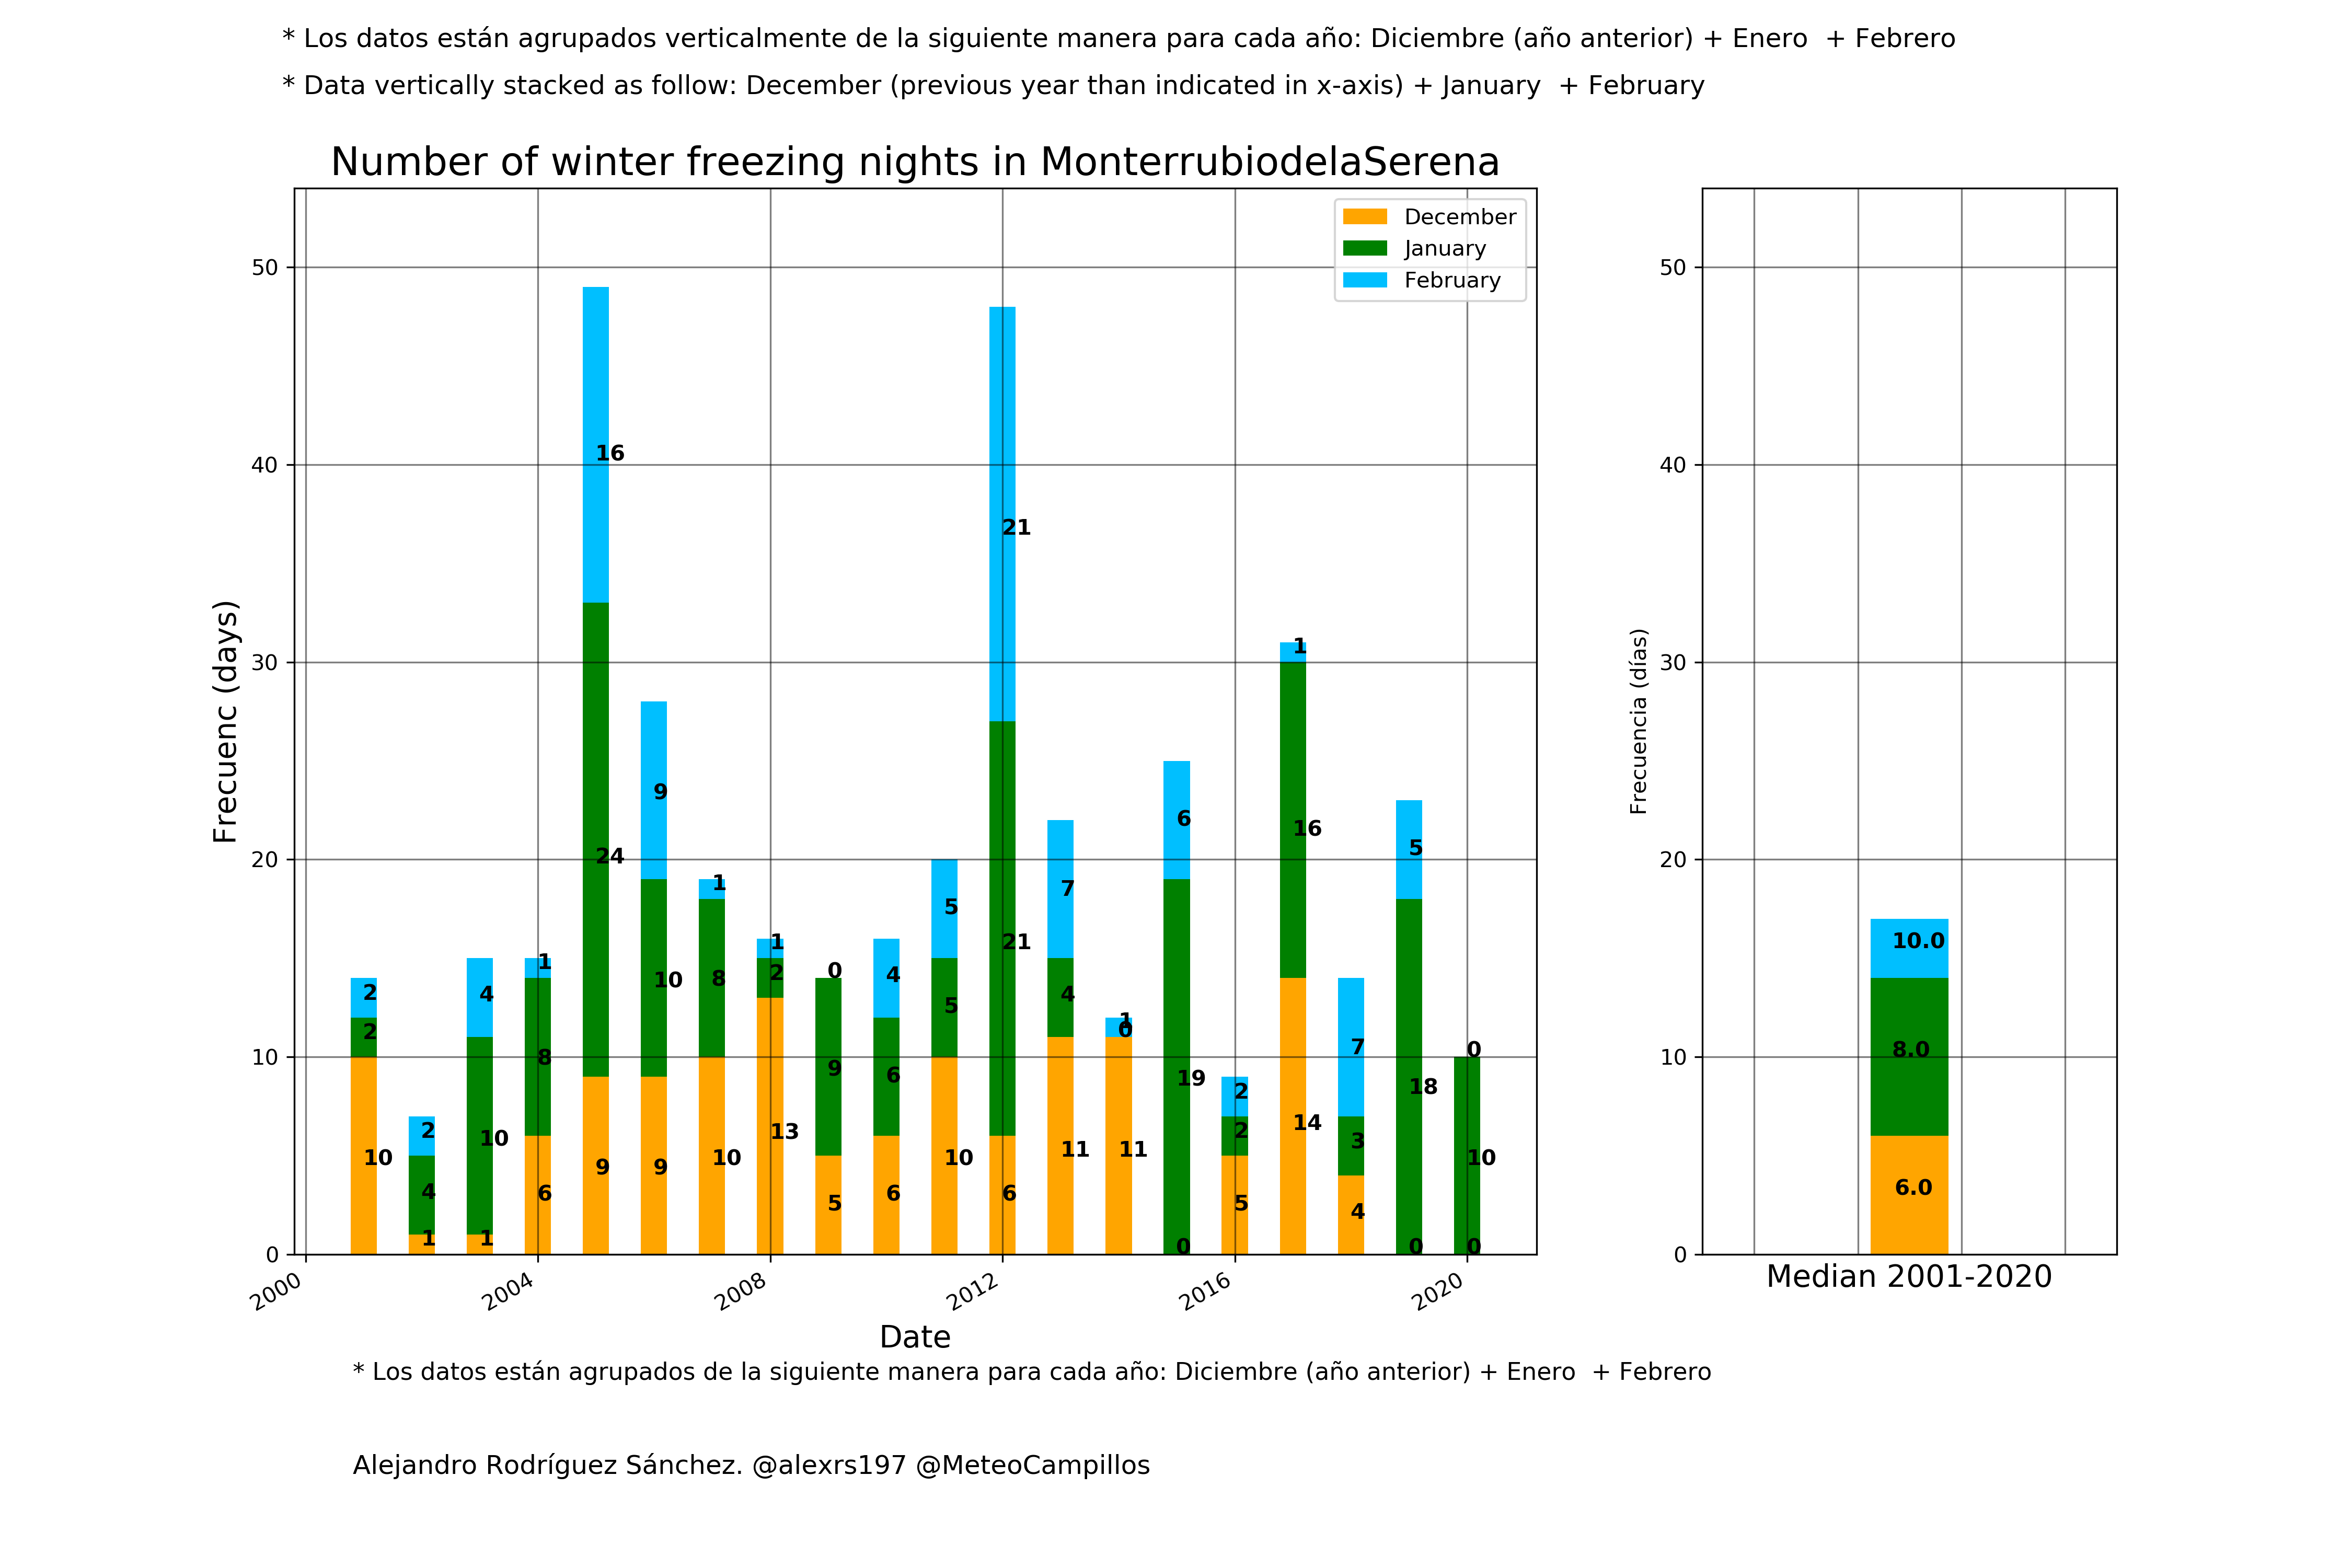 * Los datos están agrupados verticalmente de la siguiente manera para cada año: Diciembre (año anterior) + Enero  + Febrero
* Data vertically stacked as follow: December (previous year than indicated in x-axis) + January  + February
Number of winter freezing nights in MonterrubiodelaSerena
December
January
February
Frecuenc (days)
50
40
30
20
10
0
2 2 10
2 4 1
4 10 1
1 8 6
16 24 9
9 10 9
1 8 10
1 2 13
0 9 5
4 6 6
5 5 10
21 21 6
7 4 11
1 0 11
6 19 0
2 2 5
1 16 14
7 3 4
5 18 0
0 10 0
2000 2004 2008 2012 2016 2020
Date
Frecuencia (días)
50
40
30
20
10
0
10.0
8.0
6.0
Median 2001-2020
* Los datos están agrupados de la siguiente manera para cada año: Diciembre (año anterior) + Enero  + Febrero
Alejandro Rodríguez Sánchez. @alexrs197 @MeteoCampillos